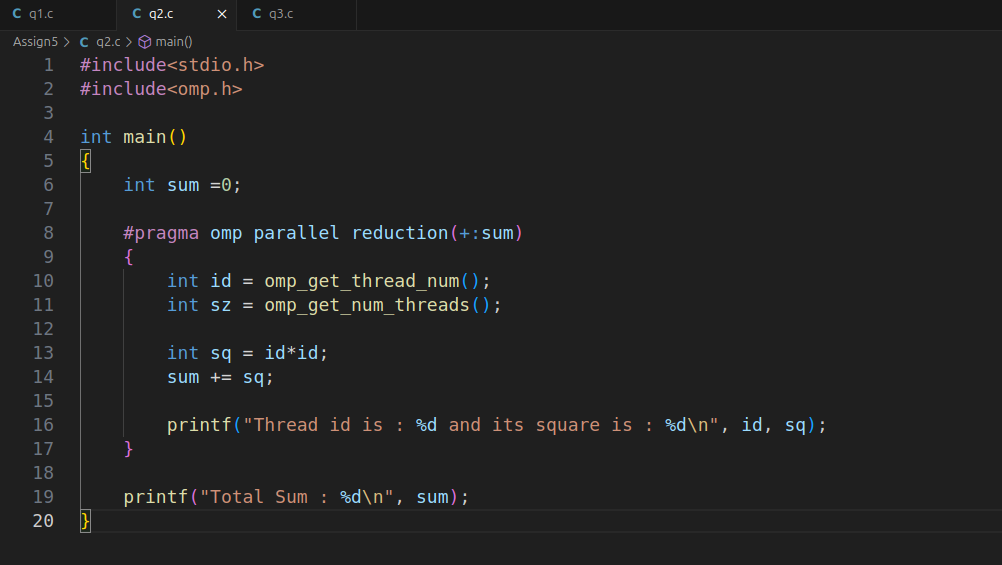 C q1.c C q2.c × C q3.c
Assign5 > C q2.c > main()
1 #include<stdio.h>
2 #include<omp.h>
3
4 int main()
5 {
6     int sum =0;
7
8     #pragma omp parallel reduction(+:sum)
9     {
10         int id = omp_get_thread_num();
11         int sz = omp_get_num_threads();
12
13         int sq = id*id;
14         sum += sq;
15
16         printf("Thread id is : %d and its square is : %d\n", id, sq);
17     }
18
19     printf("Total Sum : %d\n", sum);
20 }